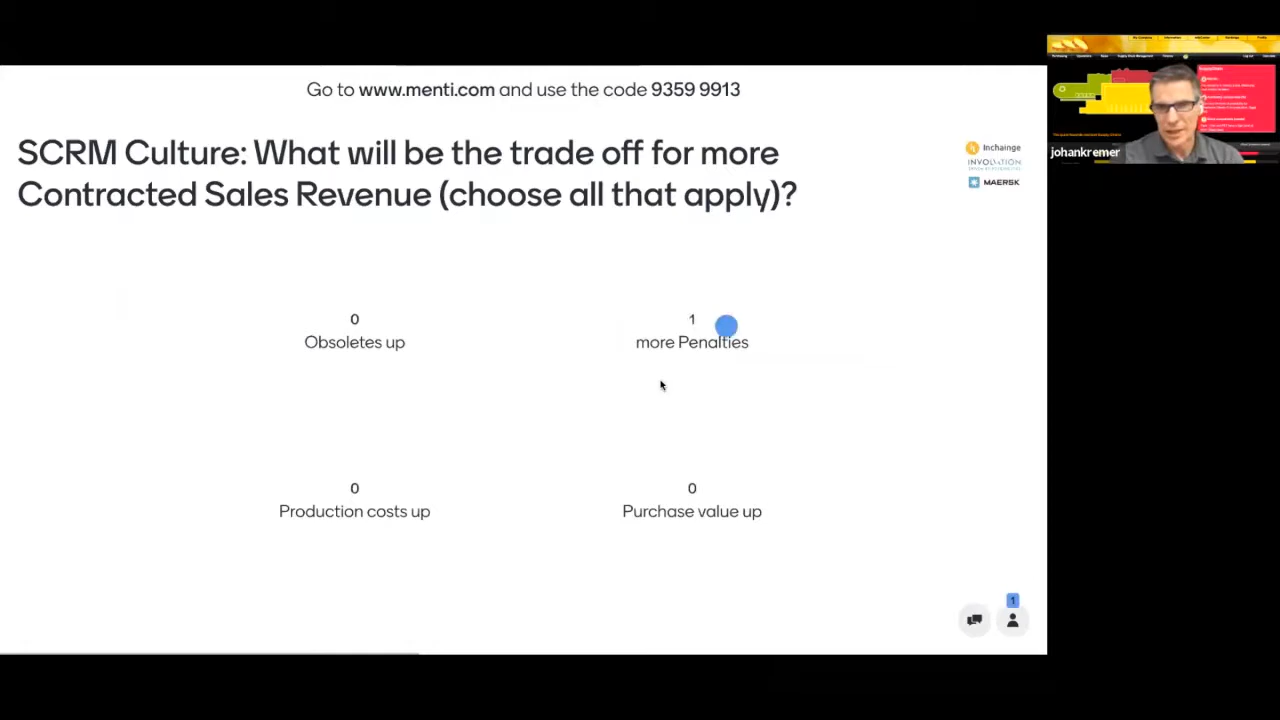 Go to www.menti.com and use the code 9359 9913
SCRM Culture: What will be the trade off for more
Contracted Sales Revenue (choose all that apply)?
Inchainge
INVOLVATION
MAERSK
johankremer
0
Obsoletes up
1
more Penalties
0
Production costs up
0
Purchase value up
1